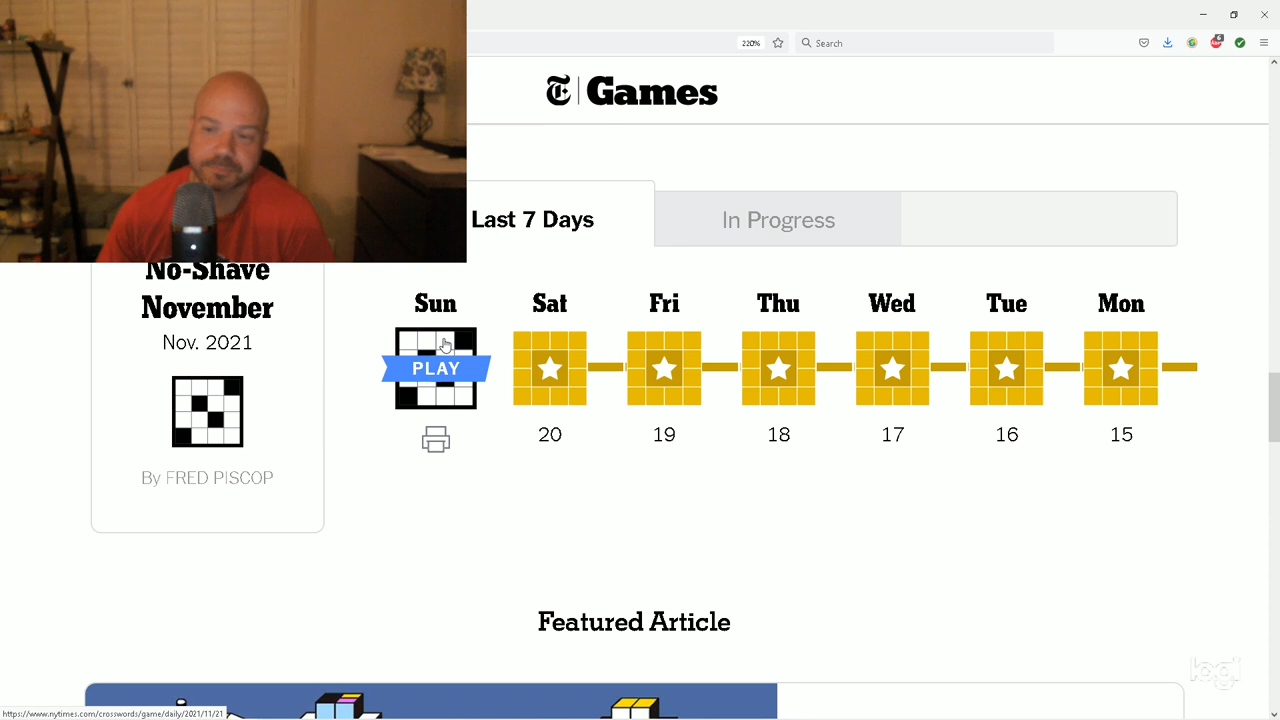 220%
Search
6
T Games
Last 7 Days
In Progress
No-Shave
November
Nov. 2021
By FRED PISCOP
Sun Sat Fri Thu Wed Tue Mon
PLAY
20 19 18 17 16 15
Featured Article
logi
https://www.nytimes.com/crosswords/game/daily/2021/11/21